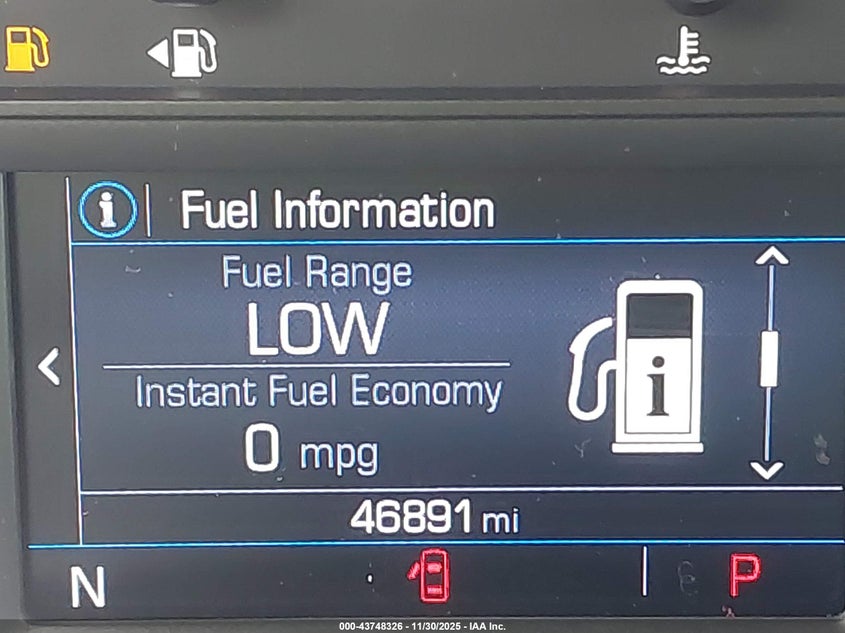 Fuel Information
Fuel Range
LOW
Instant Fuel Economy
0 mpg
46891 mi
N P
000-43748326 - 11/30/2025 - IAA Inc.